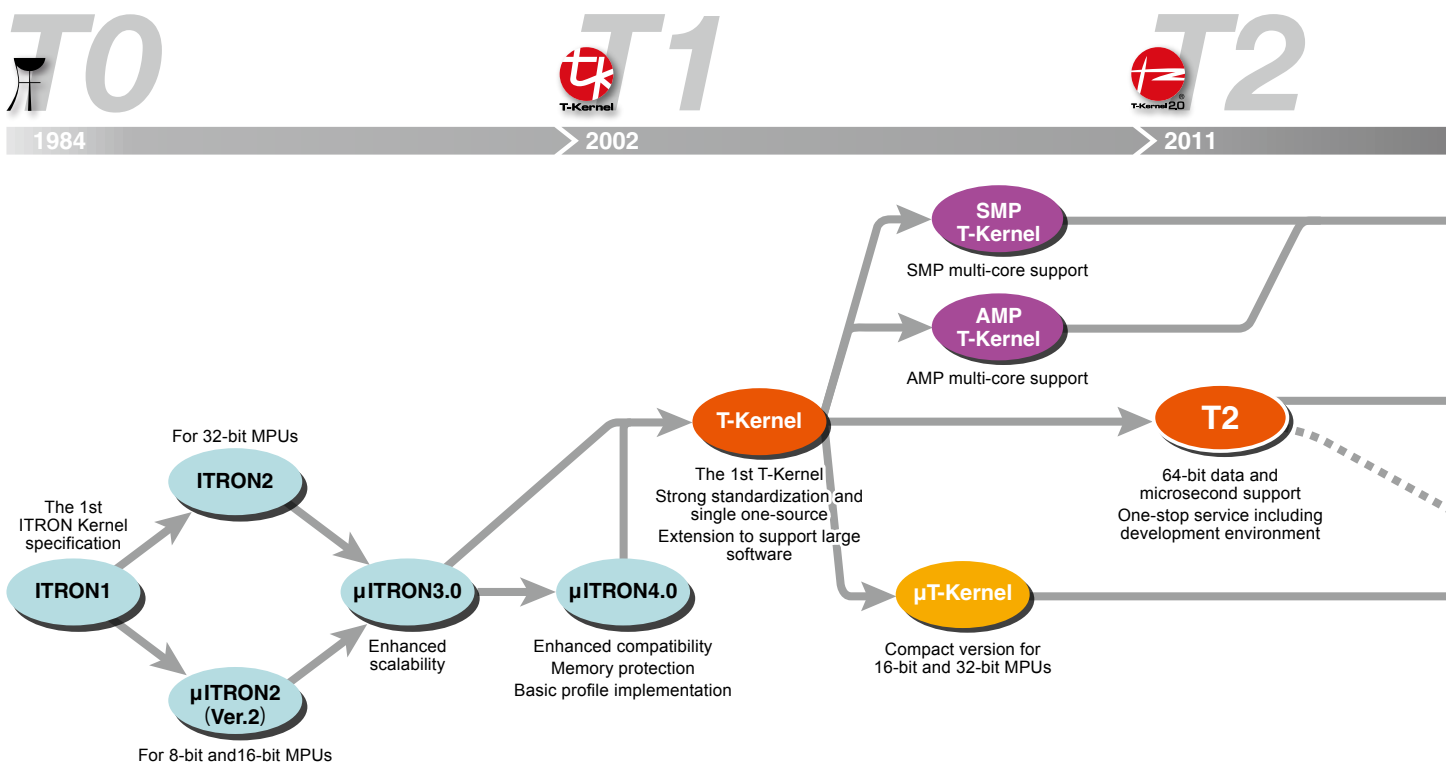 T0
T1
T2
tk
T-Kernel
T-Kernel 2.0
®
1984
2002
2011
SMP
T-Kernel
SMP multi-core support
AMP
T-Kernel
AMP multi-core support
T-Kernel
The 1st T-Kernel
Strong standardization and
single one-source
Extension to support large
software
T2
64-bit data and
microsecond support
One-stop service including
development environment
For 32-bit MPUs
ITRON2
The 1st
ITRON Kernel
specification
ITRON1
µITRON3.0
Enhanced
scalability
µITRON4.0
Enhanced compatibility
Memory protection
Basic profile implementation
µT-Kernel
Compact version for
16-bit and 32-bit MPUs
µITRON2
(Ver.2)
For 8-bit and16-bit MPUs